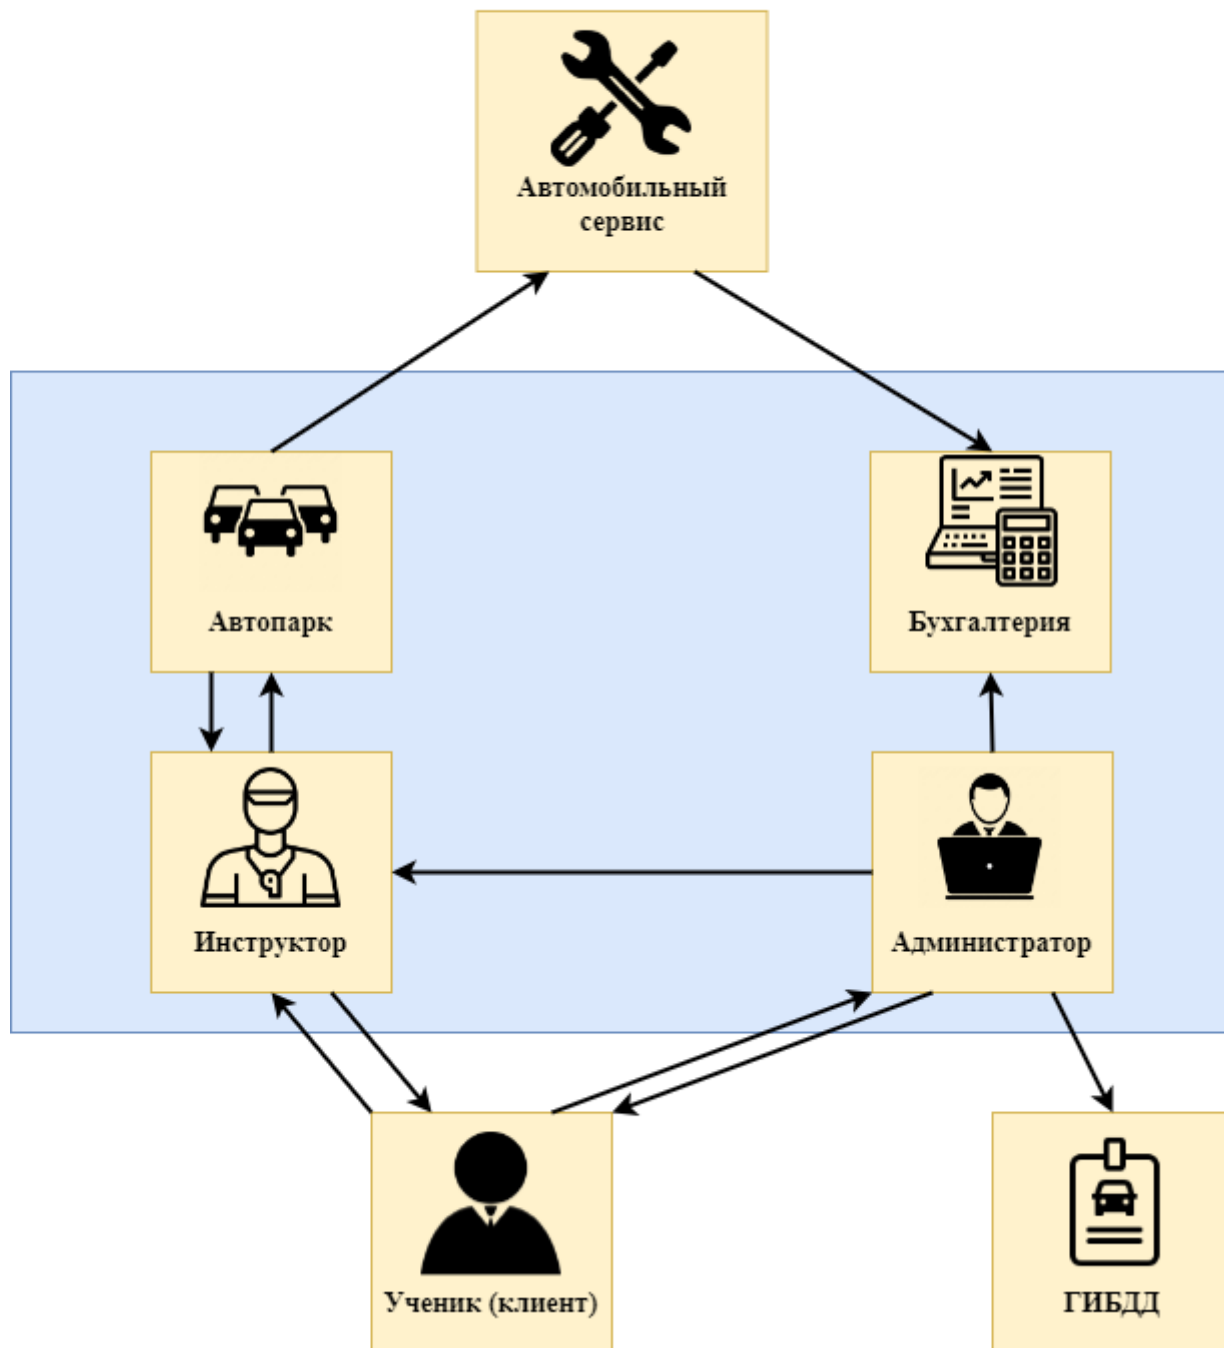 Автомобильный
сервис
Автопарк
Бухгалтерия
Инструктор
Администратор
Ученик (клиент)
ГИБДД